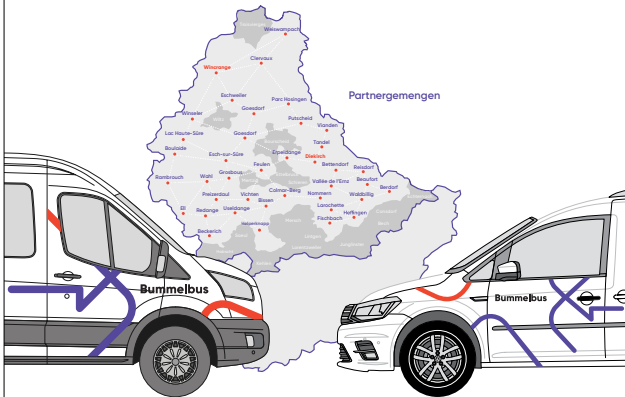 Weiswampach
Clervaux
Wincrange
Partnergemengen
Eschweiler
Parc Hosingen
Goesdorf
Winseler
Putscheid
Vianden
Lac Haute-Sûre
Goesdorf
Tandel
Boulaide
Esch-sur-Sûre
Erpeldange
Diekirch
Feulen
Bettendorf
Reisdorf
Rambrouch
Wahl
Grosbous
Vallée de l'Ernz
Beaufort
Berdorf
Preizerdaul
Vichten
Colmar-Berg
Nommern
Waldbillig
Bissen
Ell
Redange
Useldange
Larochette
Heffingen
Fischbach
Beckerich
Helperknapp
Bummelbus
Bummelbus